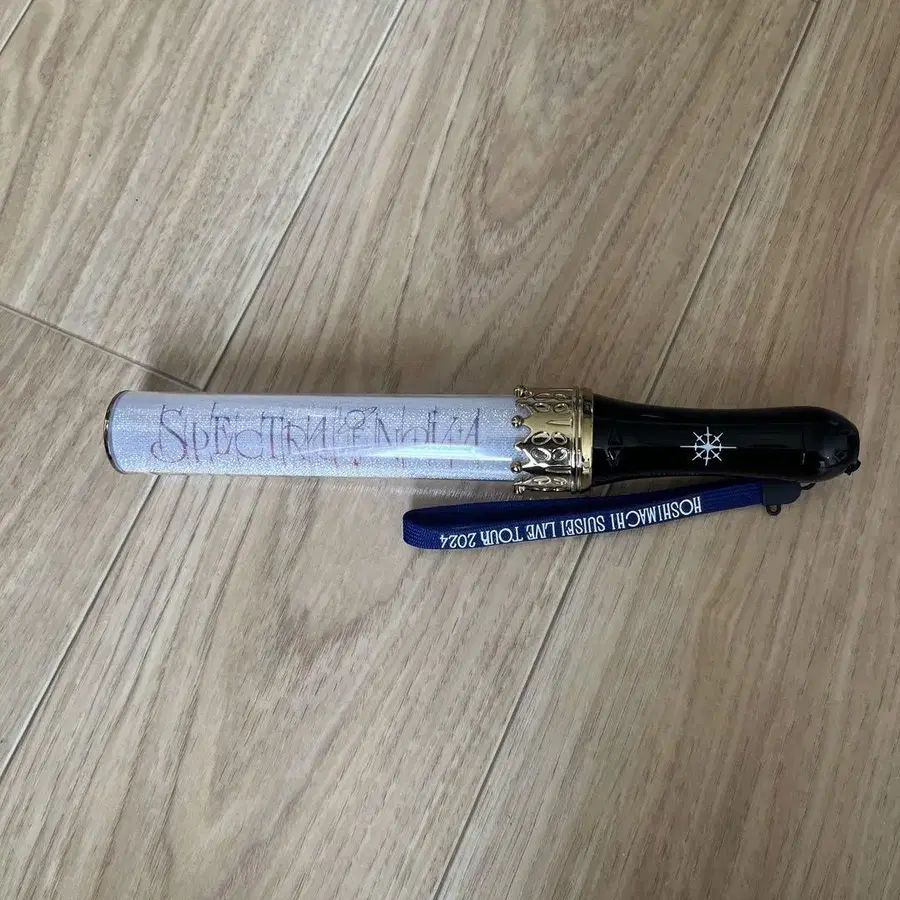 SPECTRA OF NOVA
HOSHIMACHI SUISEI LIVE TOUR 2024